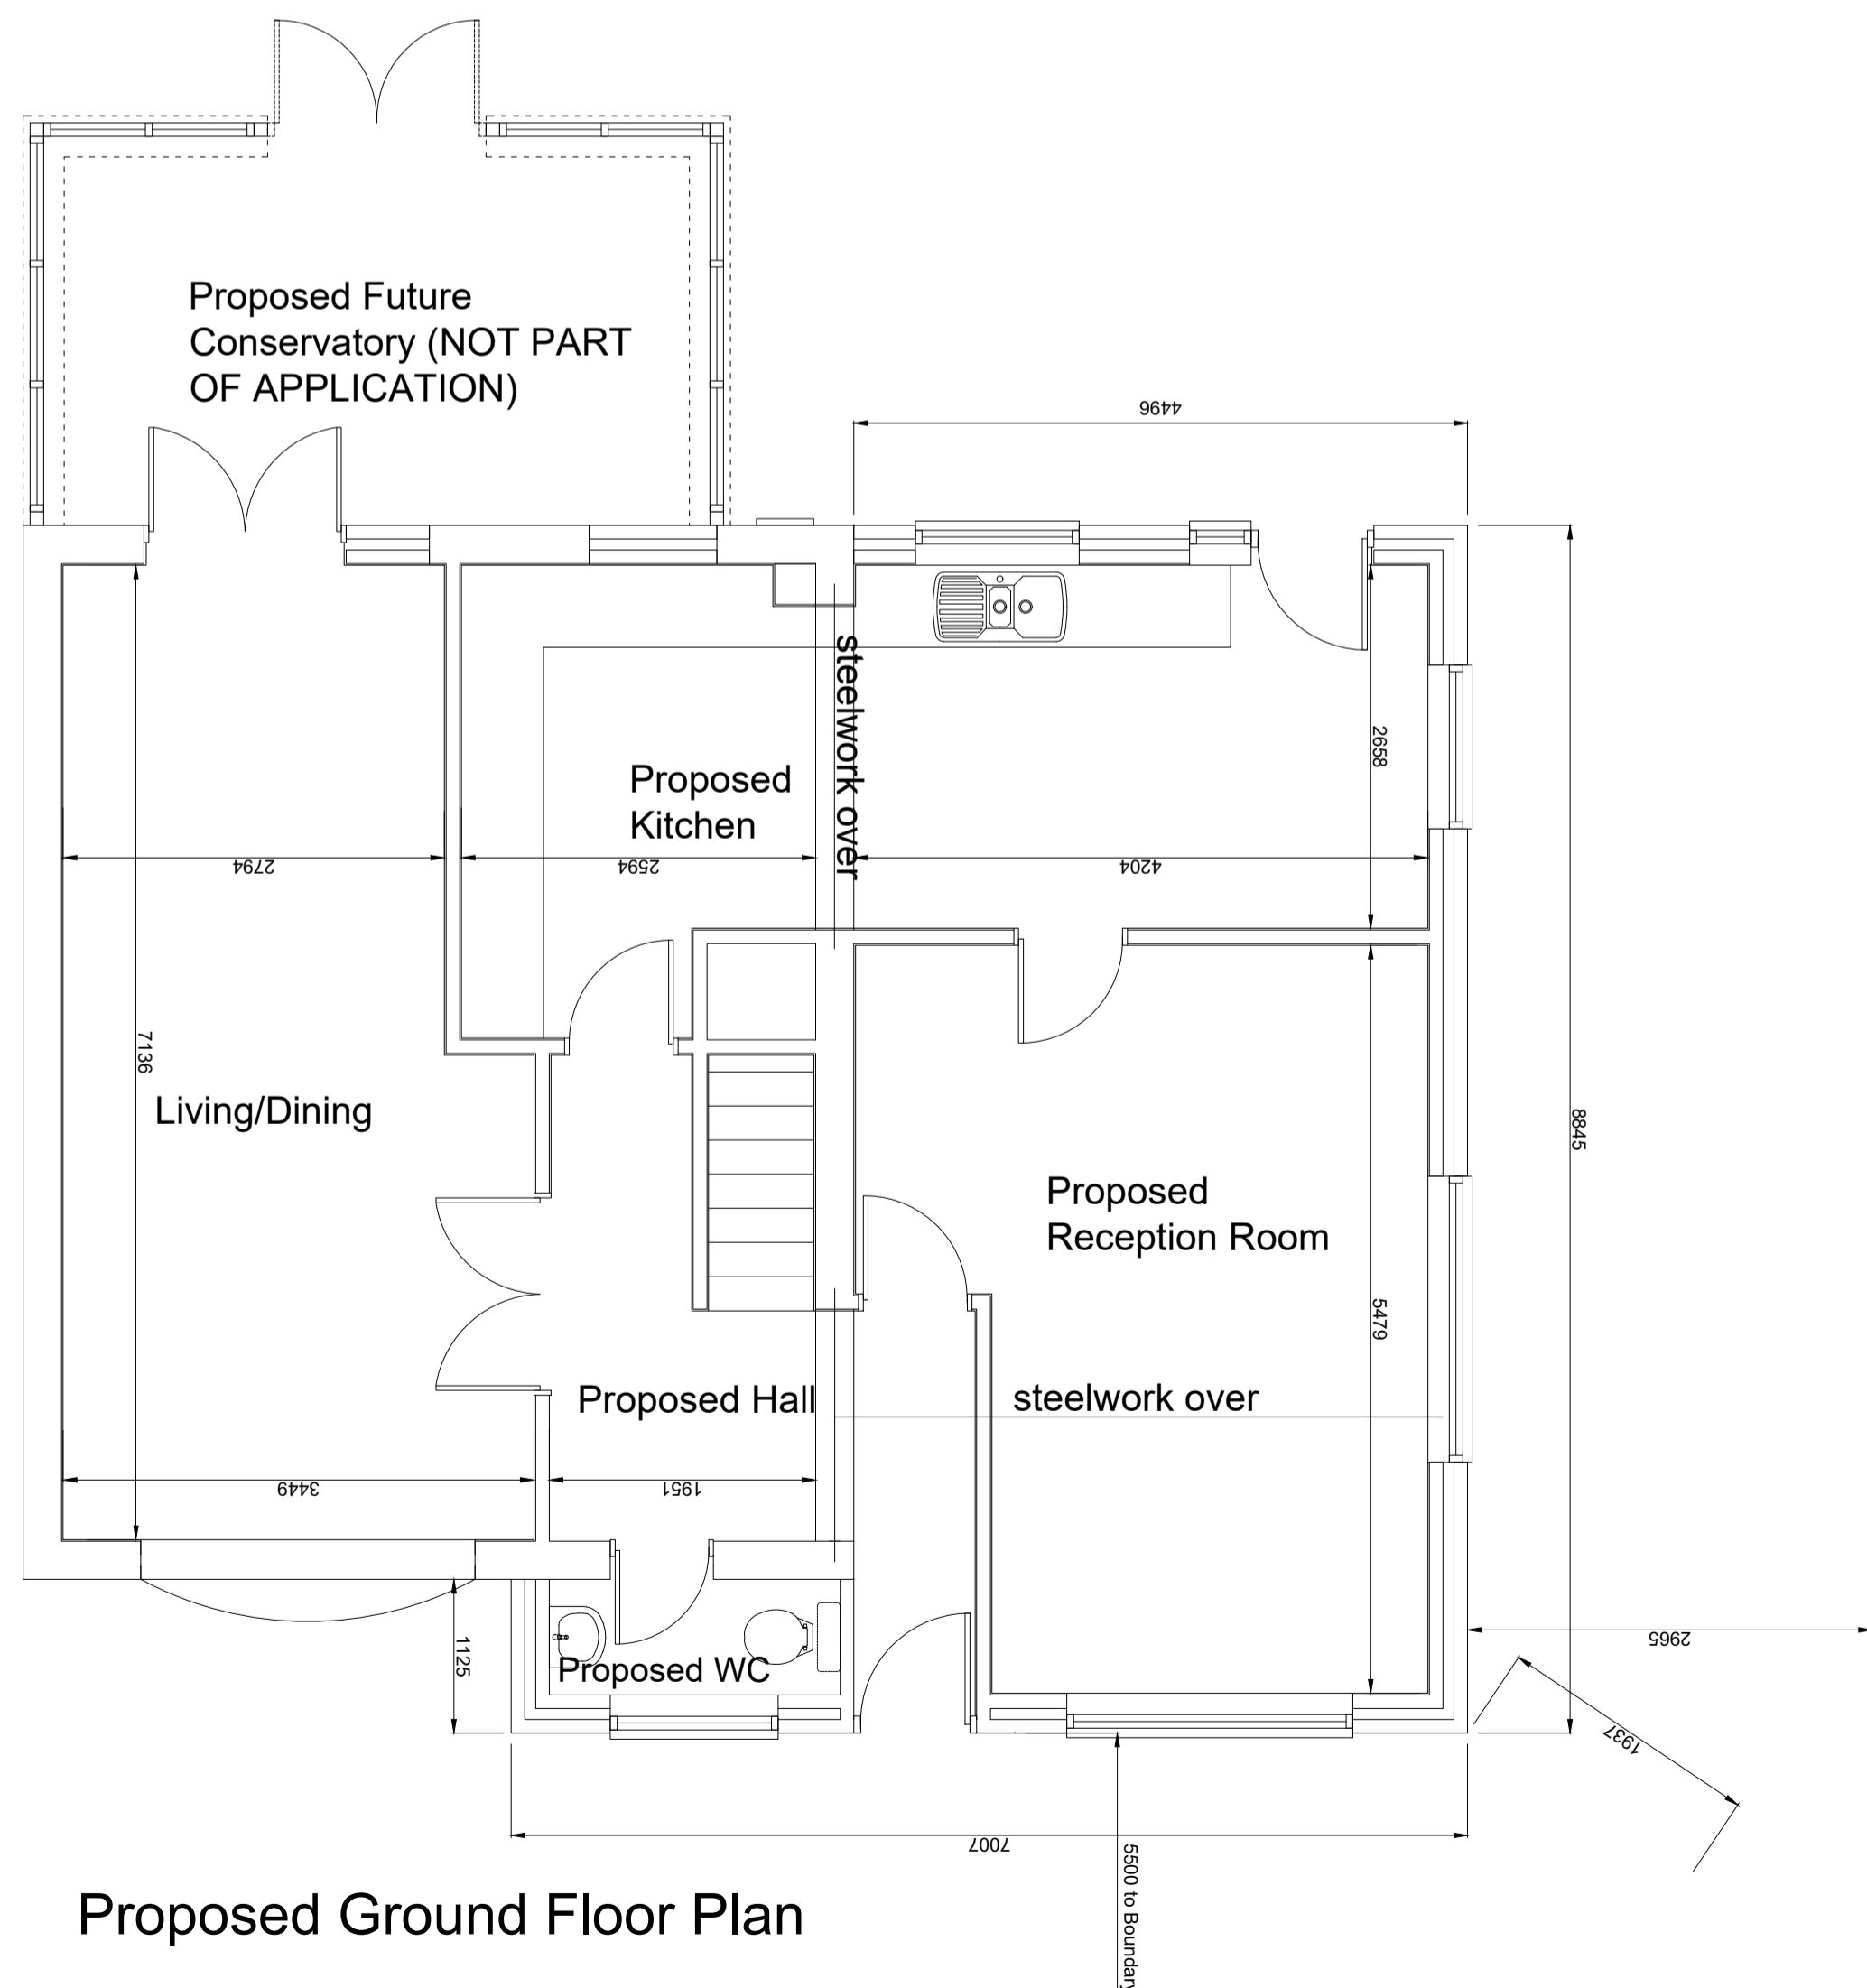 Proposed Future
Conservatory (NOT PART
OF APPLICATION)
4496
steelwork over
2658
Proposed
Kitchen
2794
2594
4204
7136
Living/Dining
8845
Proposed
Reception Room
5479
Proposed Hall
steelwork over
3449
1951
1125
Proposed WC
2965
1937
7007
5500 to Boundary
Proposed Ground Floor Plan